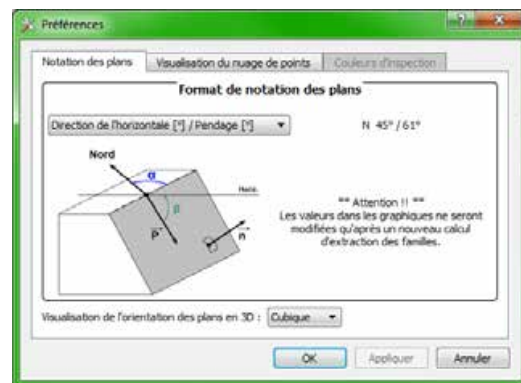 Préférences
Notation des plans
Visualisation du nuage de points
Couleurs d'inspection
Format de notation des plans
Direction de l'horizontale [°] / Pendage [°]
N 45° / 61°
Nord
α
Horiz.
β
P
n
** Attention !! **
Les valeurs dans les graphiques ne seront
modifiées qu'après un nouveau calcul
d'extraction des familles.
Visualisation de l'orientation des plans en 3D :
Cubique
OK
Appliquer
Annuler